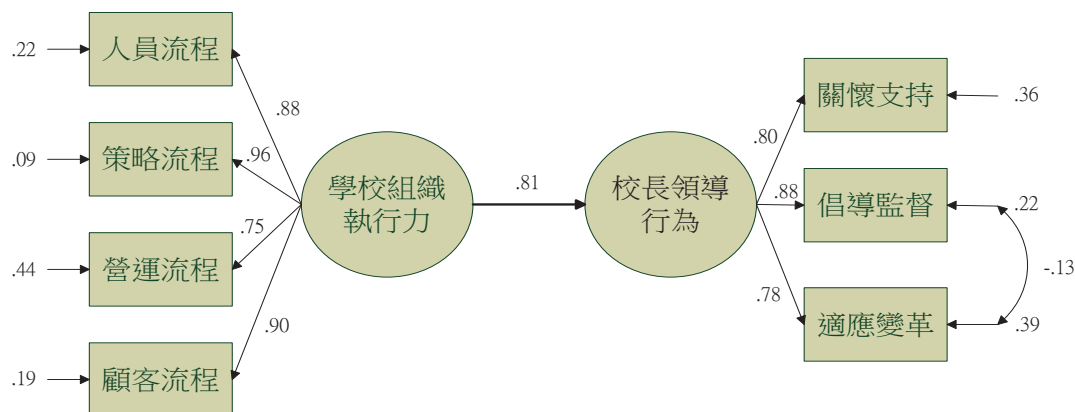 人員流程
.22
.88
策略流程
.09
.96
營運流程
.44
.75
顧客流程
.19
.90
學校組織
執行力
.81
校長領導
行為
關懷支持
.80
.36
倡導監督
.88
.22
-.13
適應變革
.78
.39